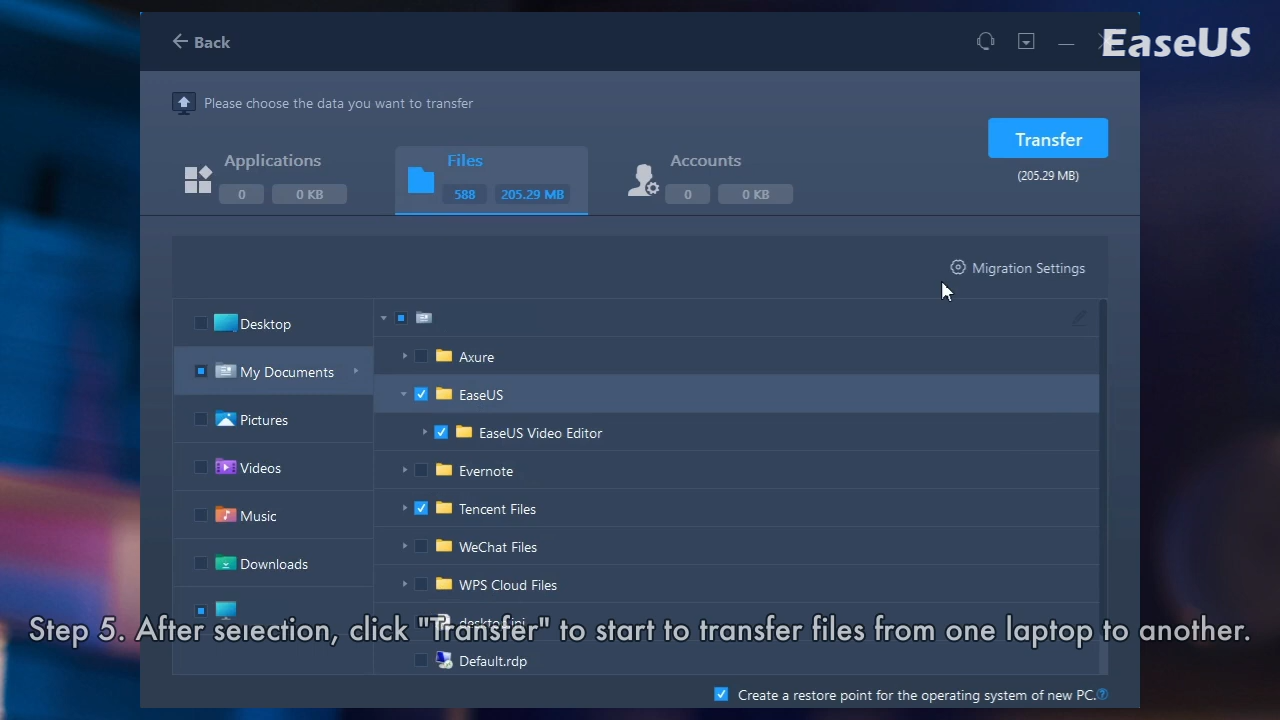 Back
EaseUS
Please choose the data you want to transfer
Transfer
(205.29 MB)
Applications
0
0 KB
Files
588
205.29 MB
Accounts
0
0 KB
Migration Settings
Desktop
My Documents
Pictures
Videos
Music
Downloads
Axure
EaseUS
EaseUS Video Editor
Evernote
Tencent Files
WeChat Files
WPS Cloud Files
desktop.ini
Default.rdp
Step 5. After selection, click "Transfer" to start to transfer files from one laptop to another.
Create a restore point for the operating system of new PC.